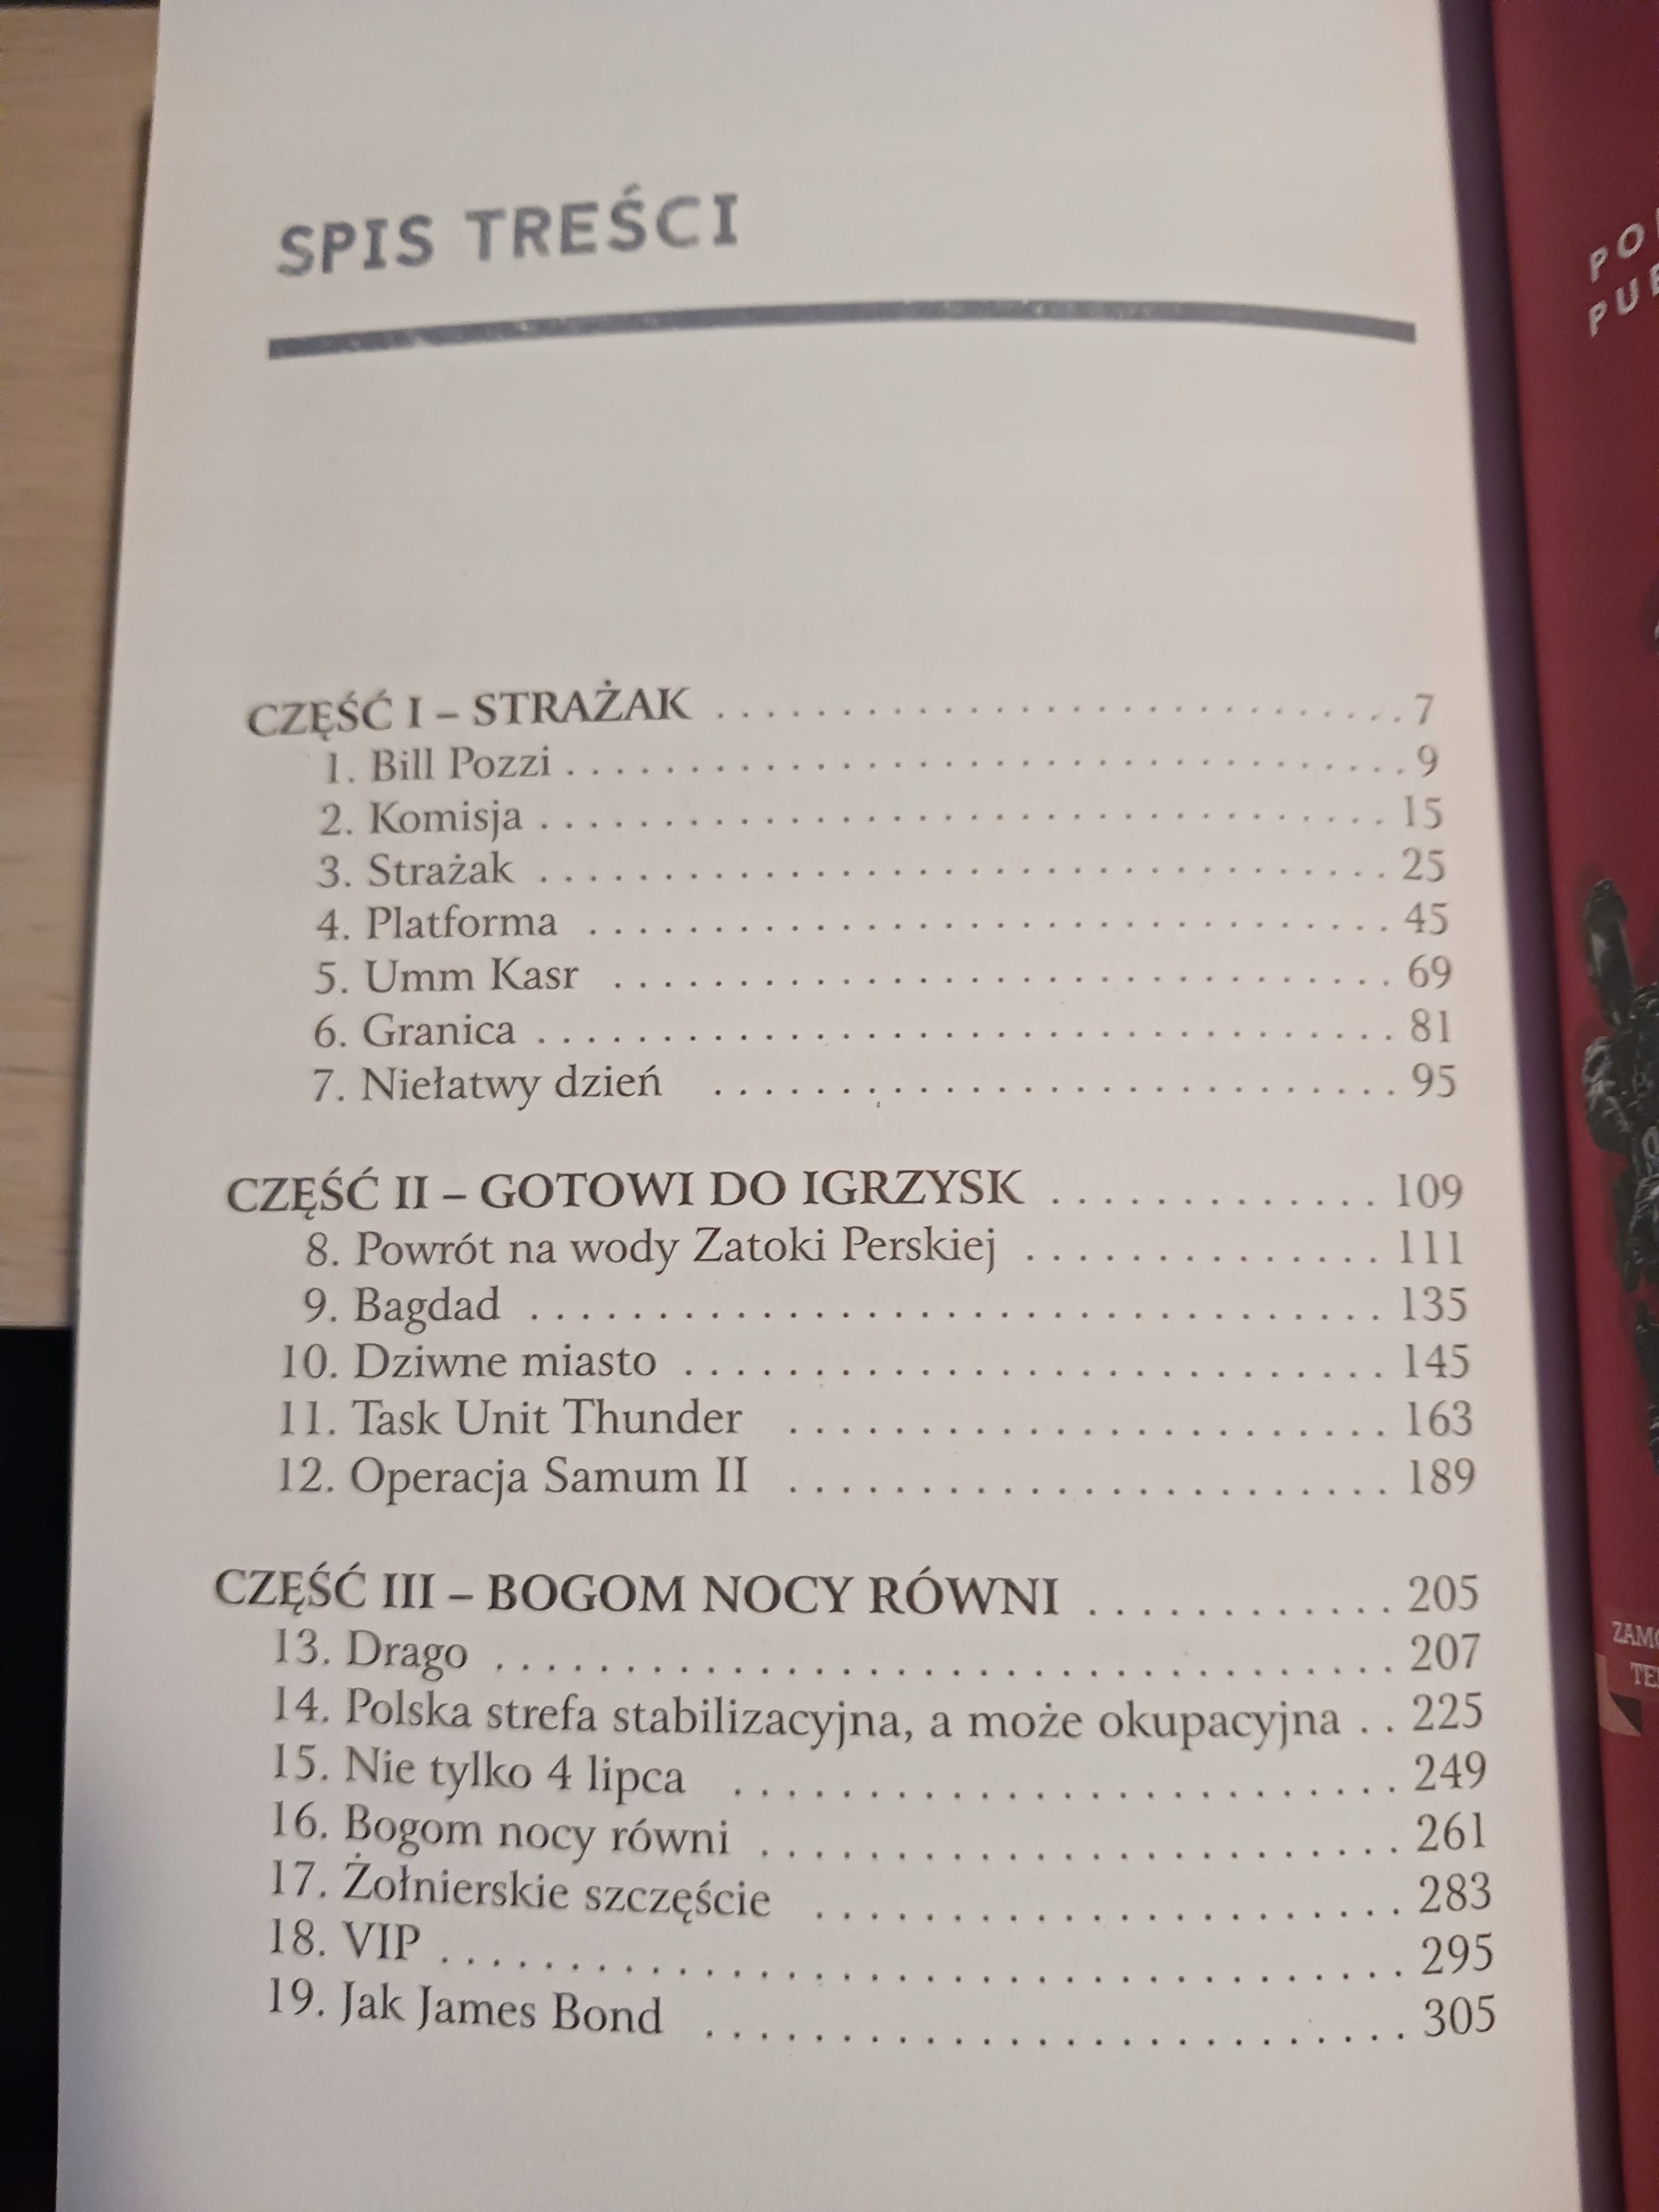 SPIS TREŚCI
CZĘŚĆ I – STRAŻAK . . . . . . . . . . . . . . . . . . . . . . . . . . . 7
1. Bill Pozzi . . . . . . . . . . . . . . . . . . . . . . . . . . . . . . . . 9
2. Komisja . . . . . . . . . . . . . . . . . . . . . . . . . . . . . . . . 15
3. Strażak . . . . . . . . . . . . . . . . . . . . . . . . . . . . . . . . 25
4. Platforma . . . . . . . . . . . . . . . . . . . . . . . . . . . . . . 45
5. Umm Kasr . . . . . . . . . . . . . . . . . . . . . . . . . . . . . 69
6. Granica . . . . . . . . . . . . . . . . . . . . . . . . . . . . . . . . 81
7. Niełatwy dzień . . . . . . . . . . . . . . . . . . . . . . . . . . 95
CZĘŚĆ II – GOTOWI DO IGRZYSK . . . . . . . . . . . . . 109
8. Powrót na wody Zatoki Perskiej . . . . . . . . . . . . . . 111
9. Bagdad . . . . . . . . . . . . . . . . . . . . . . . . . . . . . . . . 135
10. Dziwne miasto . . . . . . . . . . . . . . . . . . . . . . . . . . 145
11. Task Unit Thunder . . . . . . . . . . . . . . . . . . . . . . . 163
12. Operacja Samum II . . . . . . . . . . . . . . . . . . . . . . . 189
CZĘŚĆ III – BOGOM NOCY RÓWNI . . . . . . . . . . . . 205
13. Drago . . . . . . . . . . . . . . . . . . . . . . . . . . . . . . . . . 207
14. Polska strefa stabilizacyjna, a może okupacyjna . . 225
15. Nie tylko 4 lipca . . . . . . . . . . . . . . . . . . . . . . . . . 249
16. Bogom nocy równi . . . . . . . . . . . . . . . . . . . . . . . . 261
17. Żołnierskie szczęście . . . . . . . . . . . . . . . . . . . . . . 283
18. VIP . . . . . . . . . . . . . . . . . . . . . . . . . . . . . . . . . . . 295
19. Jak James Bond . . . . . . . . . . . . . . . . . . . . . . . . . . 305